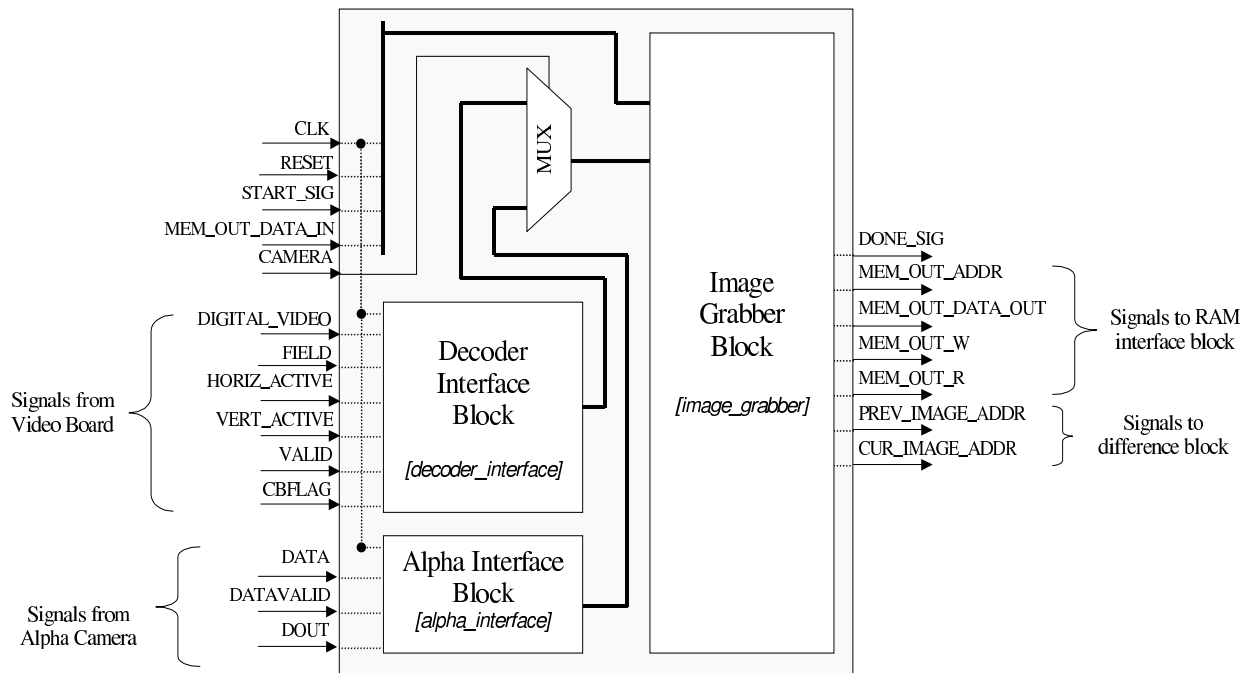 CLK
RESET
START_SIG
MEM_OUT_DATA_IN
CAMERA
DIGITAL_VIDEO
FIELD
HORIZ_ACTIVE
VERT_ACTIVE
VALID
CBFLAG
Signals from
Video Board
DATA
DATAVALID
DOUT
Signals from
Alpha Camera
MUX
Decoder
Interface
Block
[decoder_interface]
Alpha Interface
Block
[alpha_interface]
Image
Grabber
Block
[image_grabber]
DONE_SIG
MEM_OUT_ADDR
MEM_OUT_DATA_OUT
MEM_OUT_W
MEM_OUT_R
PREV_IMAGE_ADDR
CUR_IMAGE_ADDR
Signals to RAM
interface block
Signals to
difference block